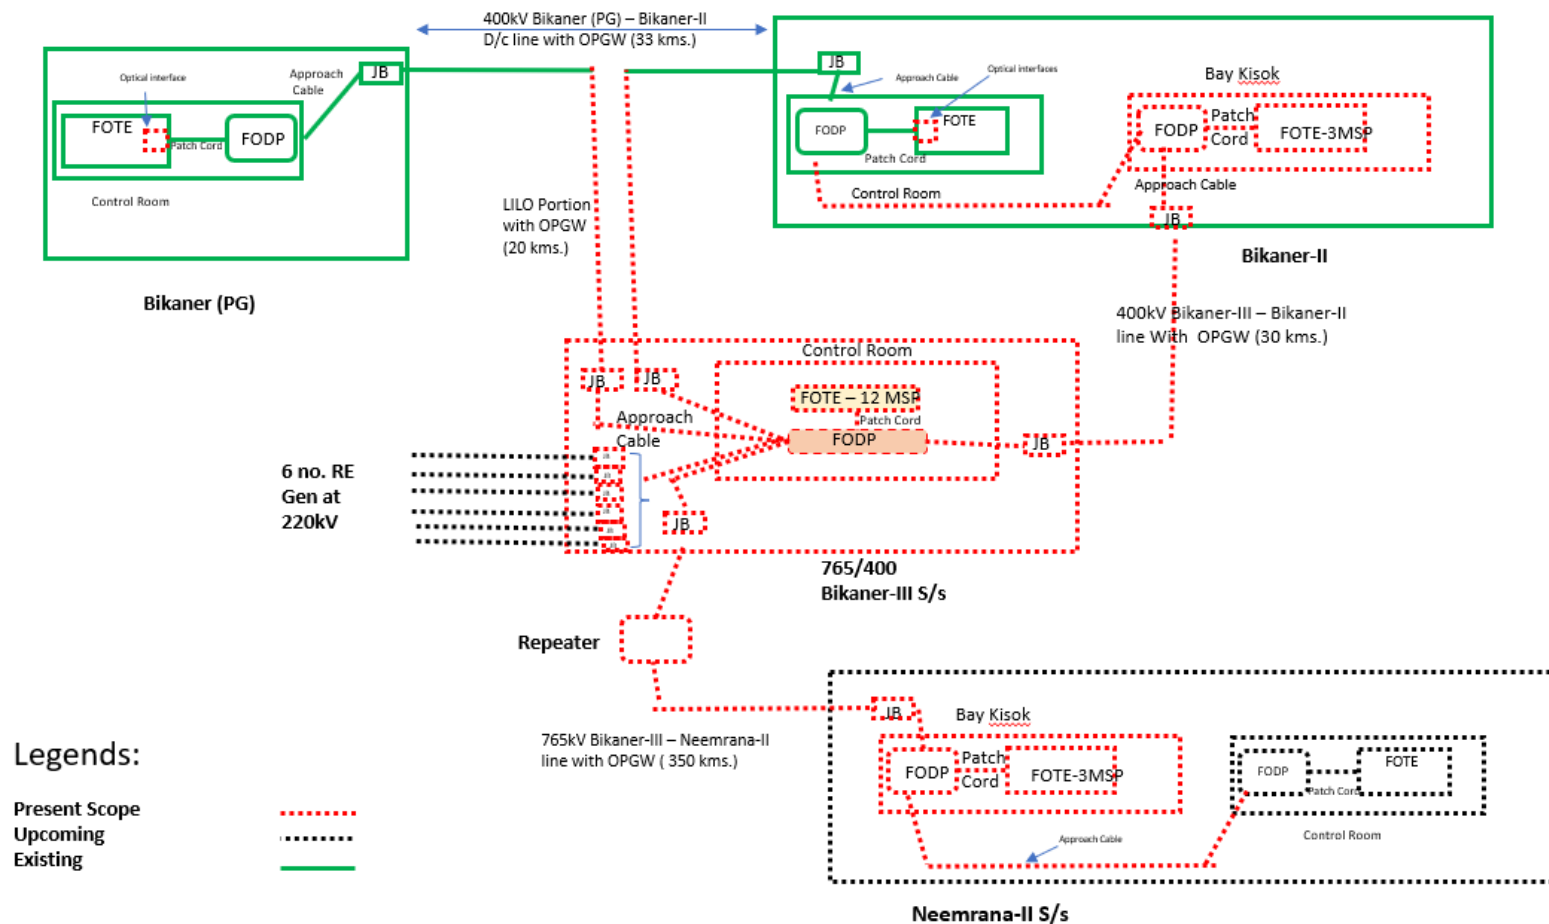 400kV Bikaner (PG) – Bikaner-II
D/c line with OPGW (33 kms.)
Optical interface
Approach
Cable
JB
FOTE
Patch Cord
FODP
Control Room
Bikaner (PG)
JB
Approach Cable
Optical interfaces
FODP
FOTE
Patch Cord
Control Room
Bay Kisok
FODP
Patch
Cord
FOTE-3MSP
Approach Cable
JB
Bikaner-II
LILO Portion
with OPGW
(20 kms.)
400kV Bikaner-III – Bikaner-II
line With OPGW (30 kms.)
Control Room
JB
JB
FOTE – 12 MSP
Patch Cord
FODP
Approach
Cable
JB
6 no. RE
Gen at
220kV
JB
JB
JB
JB
JB
JB
JB
765/400
Bikaner-III S/s
Repeater
765kV Bikaner-III – Neemrana-II
line with OPGW ( 350 kms.)
JB
Bay Kisok
FODP
Patch
Cord
FOTE-3MSP
FODP
Patch Cord
FOTE
Control Room
Approach Cable
Neemrana-II S/s
Legends:
Present Scope
Upcoming
Existing